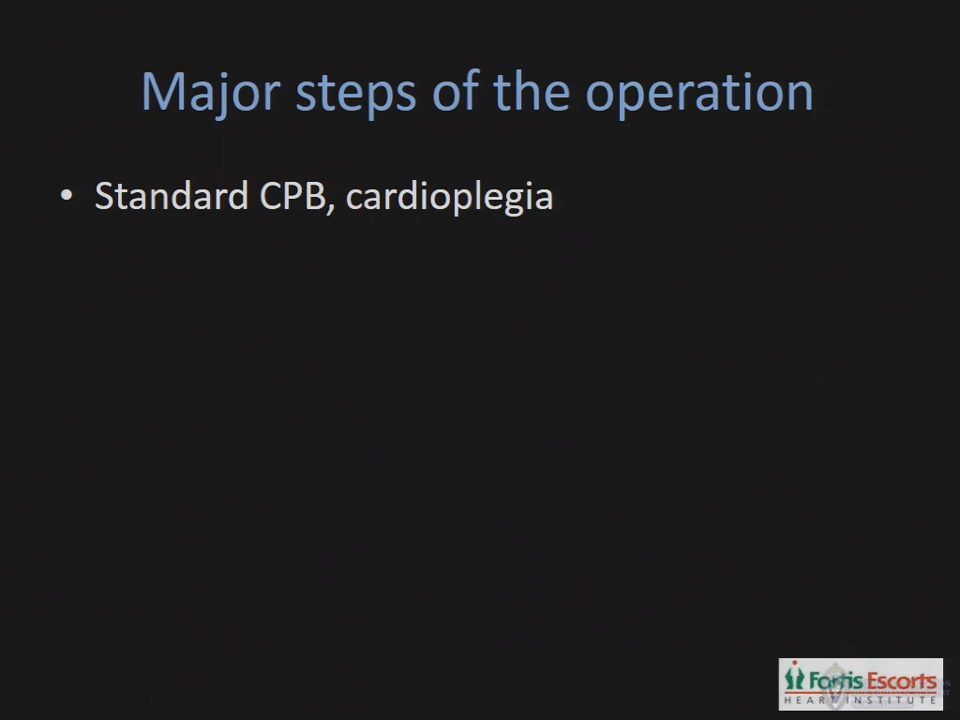 Major steps of the operation
• Standard CPB, cardioplegia
Fortis Escorts
HEART INSTITUTE